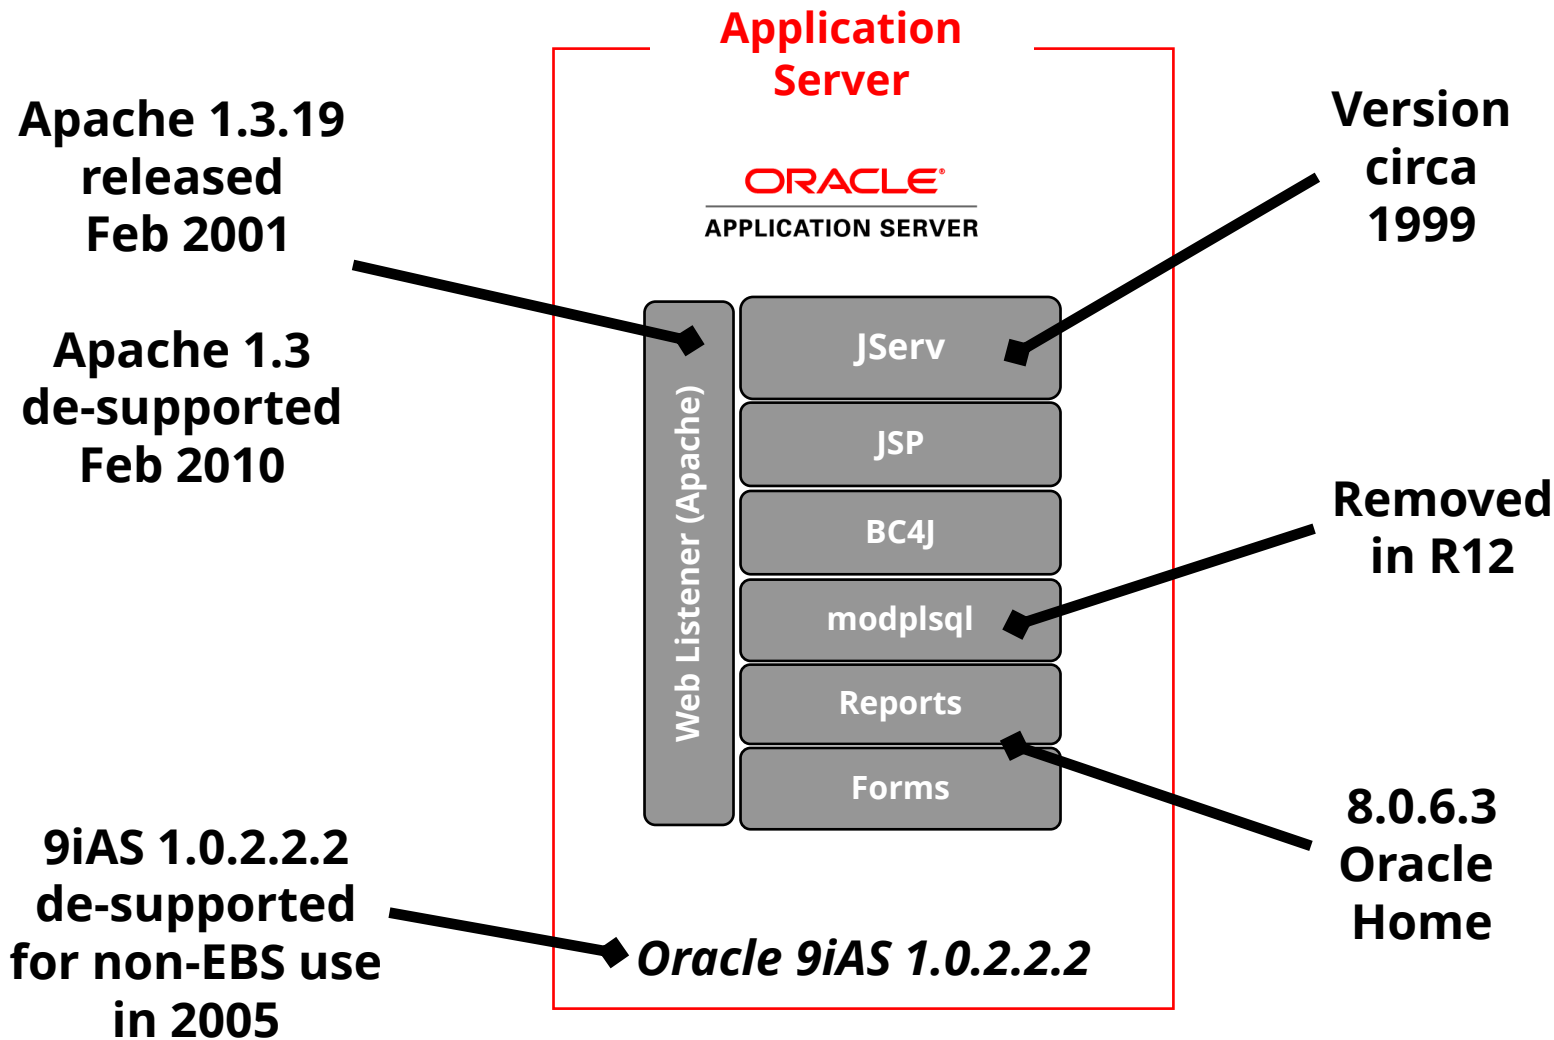 Application
Server
Apache 1.3.19
released
Feb 2001
Apache 1.3
de-supported
Feb 2010
9iAS 1.0.2.2.2
de-supported
for non-EBS use
in 2005
ORACLE®
APPLICATION SERVER
Web Listener (Apache)
JServ
JSP
BC4J
modplsql
Reports
Forms
Oracle 9iAS 1.0.2.2.2
Version
circa
1999
Removed
in R12
8.0.6.3
Oracle
Home